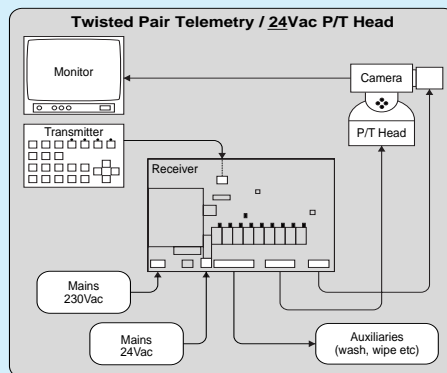 Twisted Pair Telemetry / 24Vac P/T Head
Monitor
Camera
Transmitter
P/T Head
Receiver
Mains
230Vac
Mains
24Vac
Auxiliaries
(wash, wipe etc)